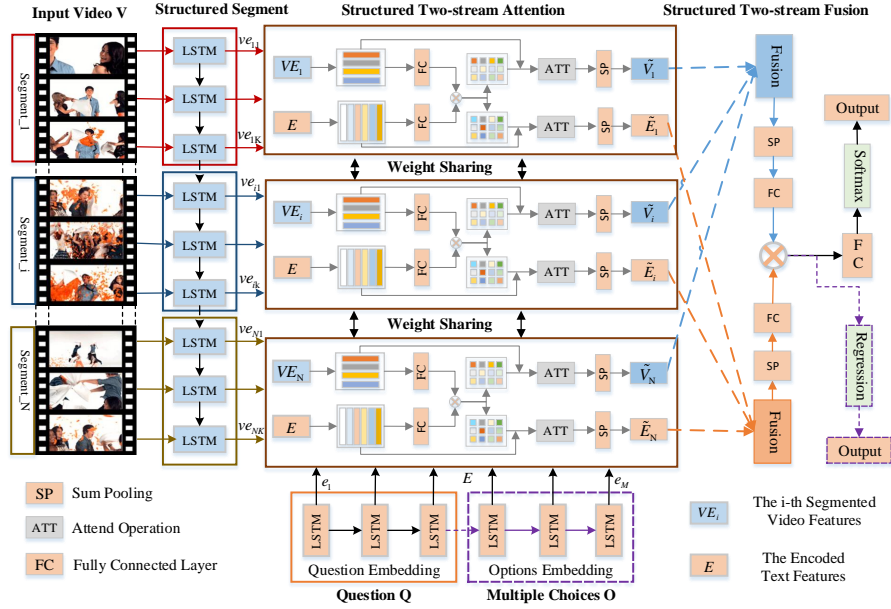 Input Video V
Structured Segment
Structured Two-stream Attention
Structured Two-stream Fusion
Segment_1
LSTM
LSTM
LSTM
ve11
ve1K
VE1
E
FC
FC
ATT
ATT
SP
SP
Ṽ1
Ẽ1
Weight Sharing
Segment_i
LSTM
LSTM
LSTM
vei1
veik
VEi
E
FC
FC
ATT
ATT
SP
SP
Ṽi
Ẽi
Weight Sharing
Segment_N
LSTM
LSTM
LSTM
veN1
veNK
VEN
E
FC
FC
ATT
ATT
SP
SP
ṼN
ẼN
Fusion
SP
FC
FC
SP
Fusion
Output
Softmax
FC
Regression
Output
e1
E
eM
LSTM
LSTM
LSTM
LSTM
LSTM
LSTM
Question Embedding
Options Embedding
Question Q
Multiple Choices O
SP
Sum Pooling
ATT
Attend Operation
FC
Fully Connected
Layer
VEi
The i-th Segmented
Video Features
E
The Encoded
Text Features